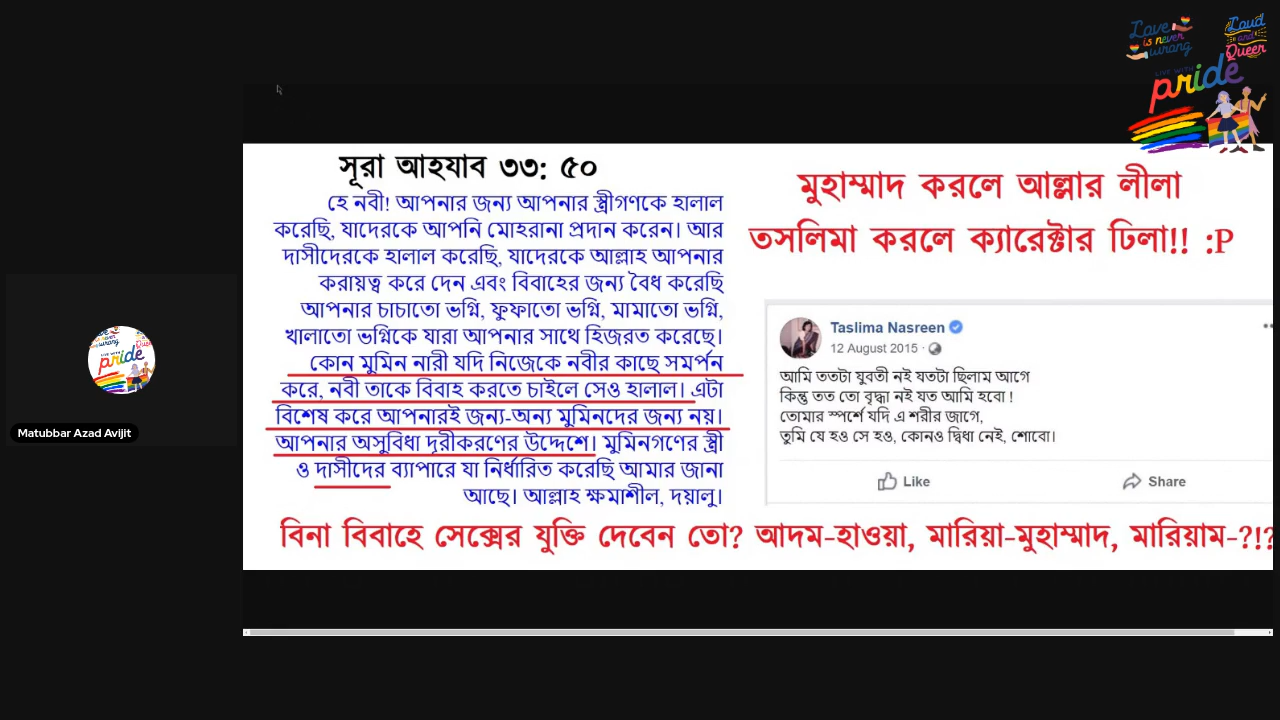 Love
is never
wrong
Loud
and
Queer
LIVE WITH
pride
সূরা আহযাব ৩৩: ৫০
হে নবী! আপনার জন্য আপনার স্ত্রীগণকে হালাল
করেছি, যাদেরকে আপনি মোহরানা প্রদান করেন। আর
দাসীদেরকে হালাল করেছি, যাদেরকে আল্লাহ আপনার
করায়ত্ব করে দেন এবং বিবাহের জন্য বৈধ করেছি
আপনার চাচাতো ভগ্নি, ফুফাতো ভগ্নি, মামাতো ভগ্নি,
খালাতো ভগ্নিকে যারা আপনার সাথে হিজরত করেছে।
কোন মুমিন নারী যদি নিজেকে নবীর কাছে সমর্পন
করে, নবী তাকে বিবাহ করতে চাইলে সেও হালাল। এটা
বিশেষ করে আপনারই জন্য-অন্য মুমিনদের জন্য নয়।
আপনার অসুবিধা দূরীকরণের উদ্দেশে। মুমিনগণের স্ত্রী
ও দাসীদের ব্যাপারে যা নির্ধারিত করেছি আমার জানা
আছে। আল্লাহ ক্ষমাশীল, দয়ালু।
মুহাম্মাদ করলে আল্লার লীলা
তসলিমা করলে ক্যারেক্টার ঢিলা!! :P
Taslima Nasreen
12 August 2015 ·
আমি ততটা যুবতী নই যতটা ছিলাম আগে
কিন্তু তত তো বৃদ্ধা নই যত আমি হবো !
তোমার স্পর্শে যদি এ শরীর জাগে,
তুমি যে হও সে হও, কোনও দ্বিধা নেই, শোবো।
Like
Share
বিনা বিবাহে সেক্সের যুক্তি দেবেন তো? আদম-হাওয়া, মারিয়া-মুহাম্মাদ, মারিয়াম-?!?
pride
Matubbar Azad Avijit